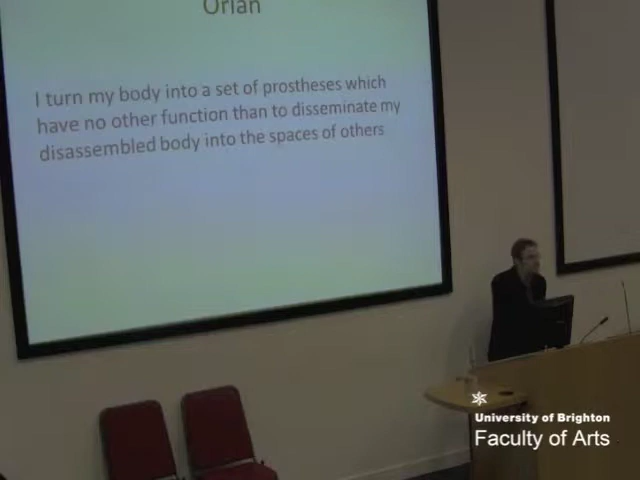 Orlan
I turn my body into a set of prostheses which
have no other function than to disseminate my
disassembled body into the spaces of others
University of Brighton
Faculty of Arts